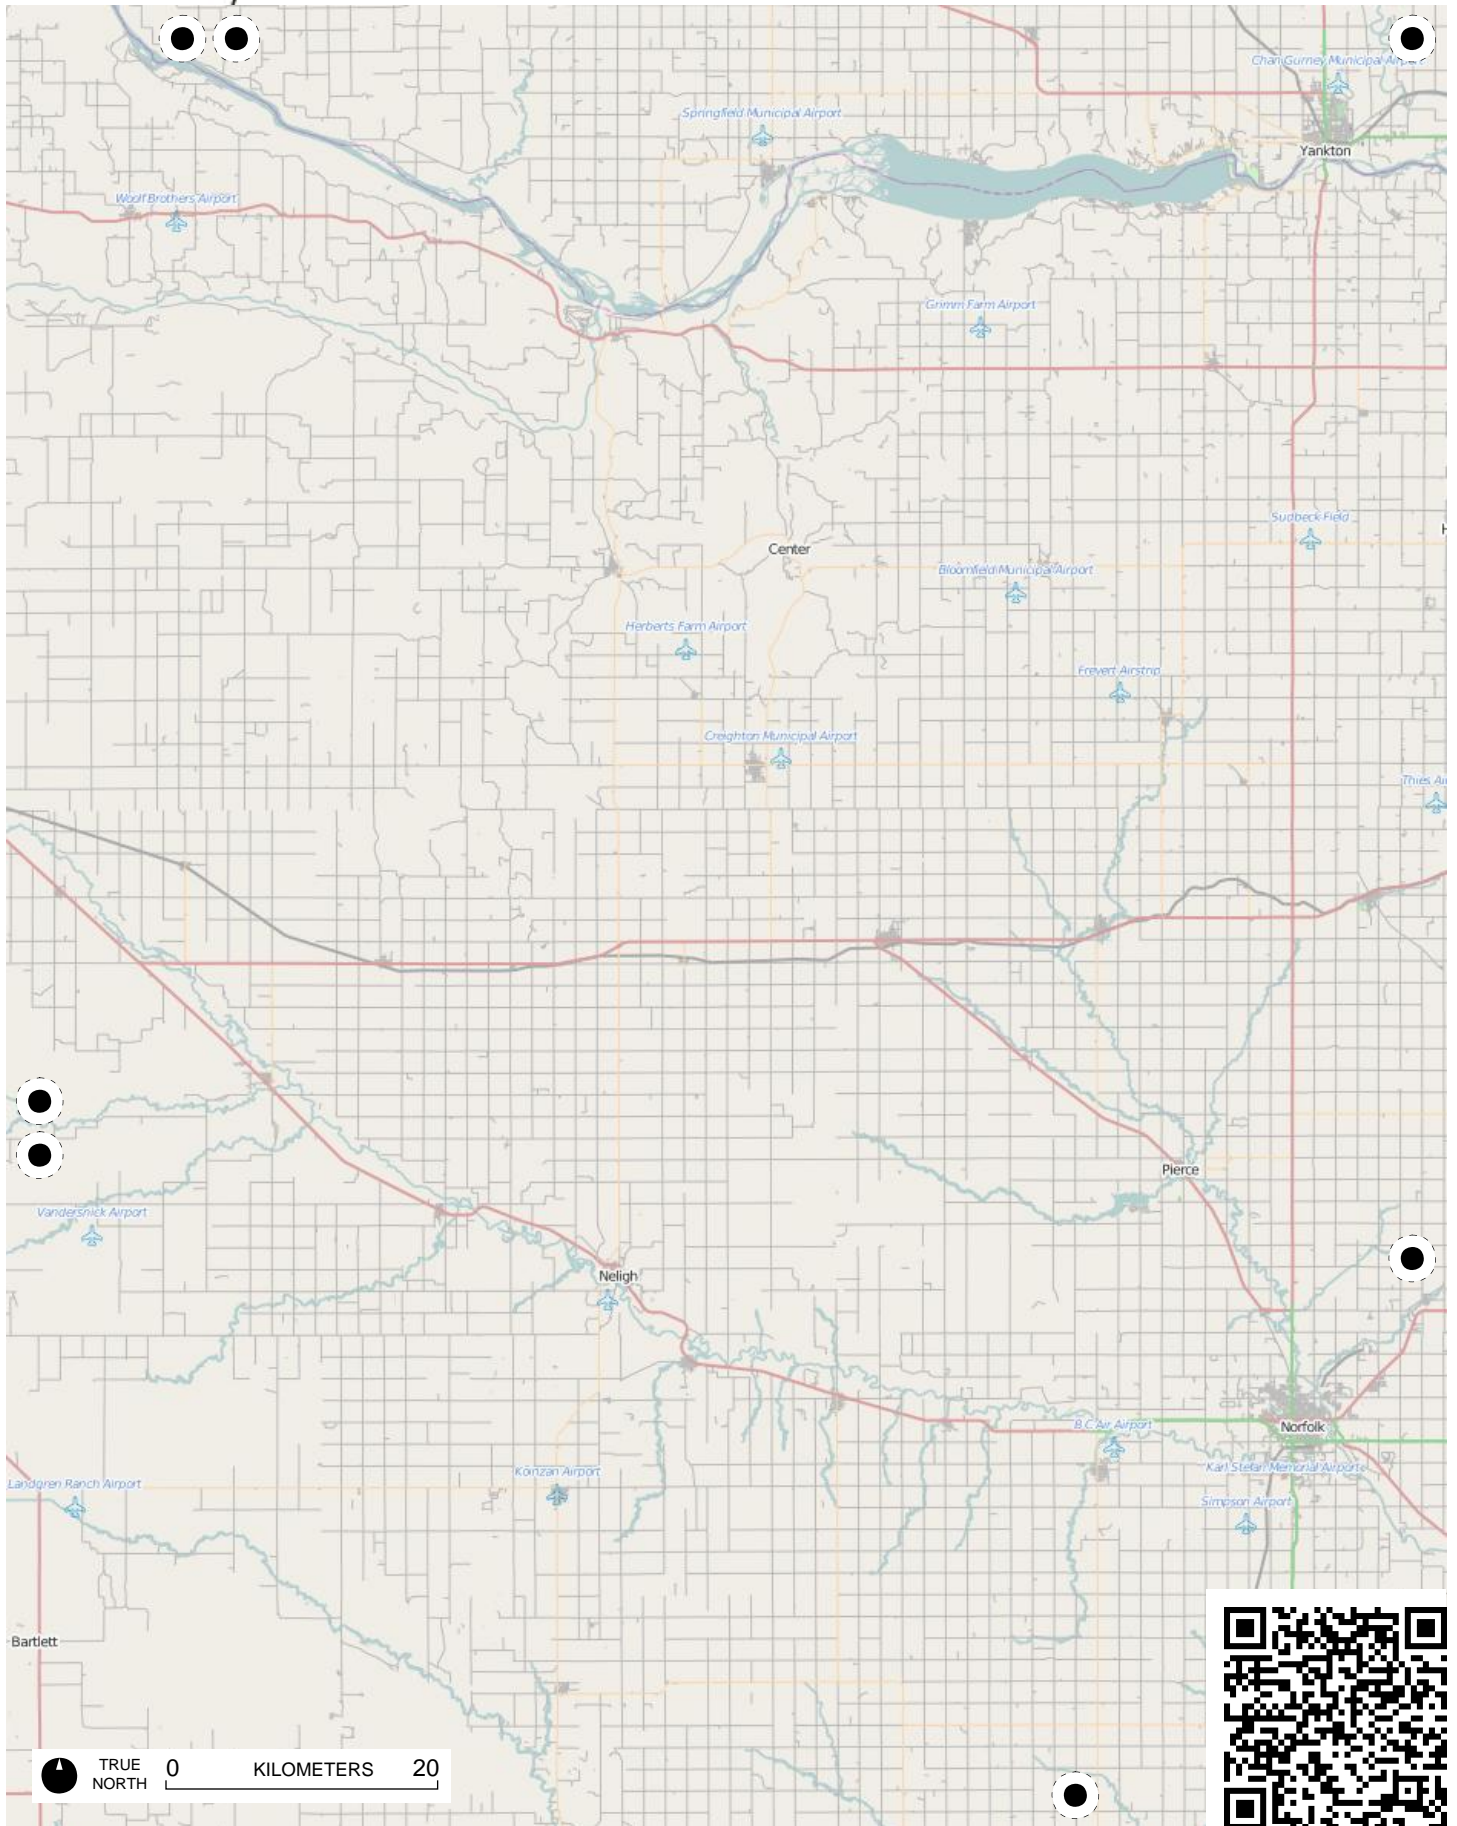 Chan Gurney Municipal Airport
Springfield Municipal Airport
Yankton
Woolf Brothers Airport
Grimm Farm Airport
Sudbeck Field
Center
Bloomfield Municipal Airport
Herberts Farm Airport
Frevert Airstrip
Creighton Municipal Airport
Thies Ai
Pierce
Vandersnick Airport
Neligh
B C Air Airport
Norfolk
Karl Stefan Memorial Airport
Koinzan Airport
Landgren Ranch Airport
Simpson Airport
Bartlett
TRUE NORTH
0 KILOMETERS 20